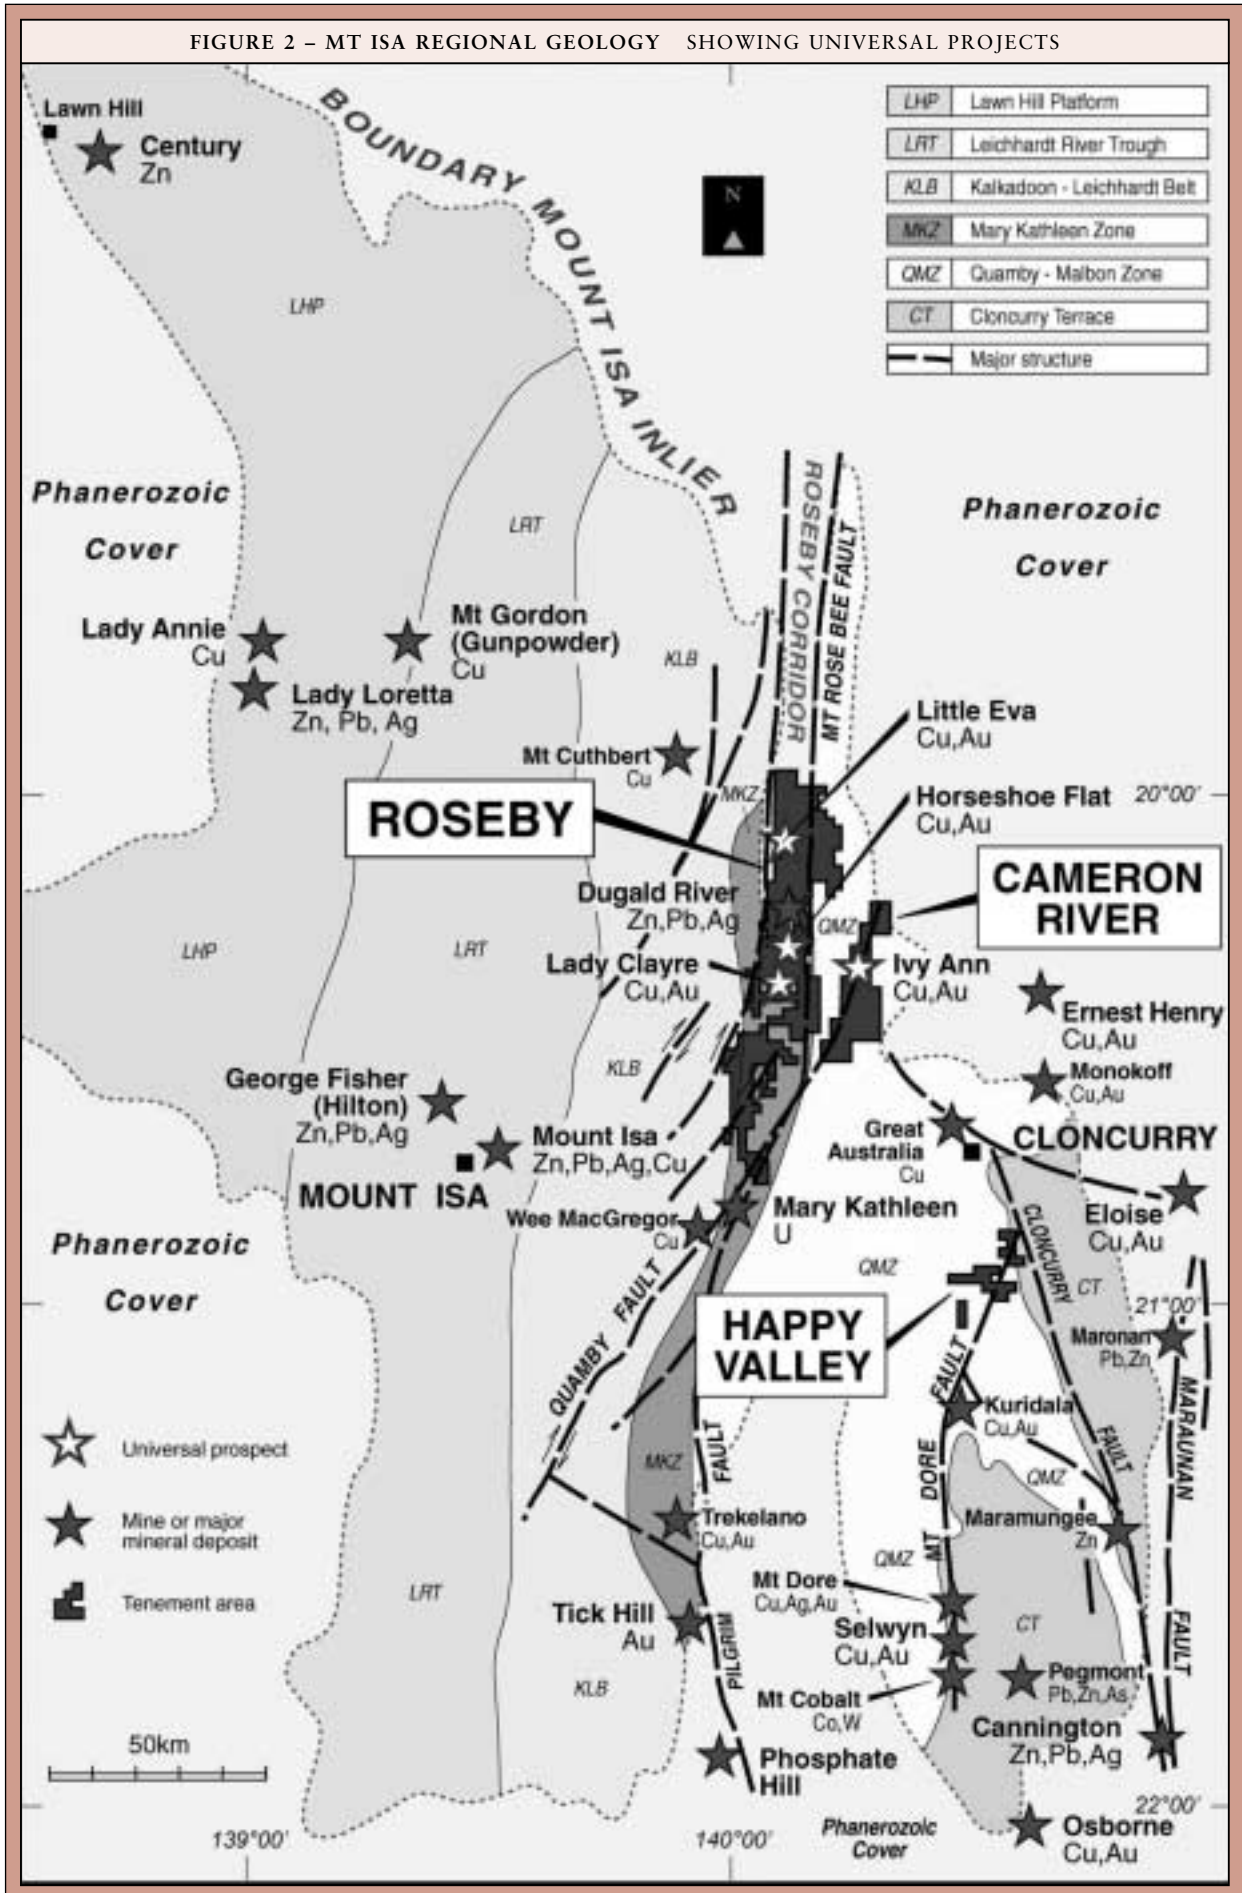 FIGURE 2 – MT ISA REGIONAL GEOLOGY SHOWING UNIVERSAL PROJECTS
LHP Lawn Hill Platform
LRT Leichhardt River Trough
KLB Kalkadoon - Leichhardt Belt
MKZ Mary Kathleen Zone
QMZ Quamby - Malbon Zone
CT Cloncurry Terrace
Major structure
N
BOUNDARY MOUNT ISA INLIER
Lawn Hill
Century
Zn
LHP
Phanerozoic
Cover
LRT
ROSEBY CORRIDOR
MT ROSE BEE FAULT
Phanerozoic
Cover
Lady Annie
Cu
Mt Gordon
(Gunpowder)
Cu
KLB
Lady Loretta
Zn, Pb, Ag
Little Eva
Cu,Au
Mt Cuthbert
Cu
MKZ
Horseshoe Flat
Cu,Au
20°00'
ROSEBY
CAMERON
RIVER
Dugald River
Zn,Pb,Ag
QMZ
LHP
LRT
Lady Clayre
Cu,Au
Ivy Ann
Cu,Au
Ernest Henry
Cu,Au
KLB
Monokoff
Cu,Au
George Fisher
(Hilton)
Zn,Pb,Ag
Great
Australia
Cu
CLONCURRY
Mount Isa
Zn,Pb,Ag,Cu
MOUNT ISA
Wee MacGregor
Cu
Mary Kathleen
U
Eloise
Cu,Au
Phanerozoic
Cover
QMZ
CLONCURRY
FAULT
CT
21°00'
QUAMBY FAULT
HAPPY
VALLEY
Maronan
Pb,Zn
MARAUNAN
FAULT
MT DORE FAULT
Kuridala
Cu,Au
Universal prospect
MKZ
PILGRIM FAULT
QMZ
Mine or major
mineral deposit
Trekelano
Cu,Au
Maramungee
Zn
QMZ
Tenement area
LRT
Mt Dore
Cu,Ag,Au
Tick Hill
Au
Selwyn
Cu,Au
CT
KLB
Mt Cobalt
Co,W
Pegmont
Pb,Zn,As
Cannington
Zn,Pb,Ag
50km
Phosphate
Hill
22°00'
139°00'
140°00'
Phanerozoic
Cover
Osborne
Cu,Au